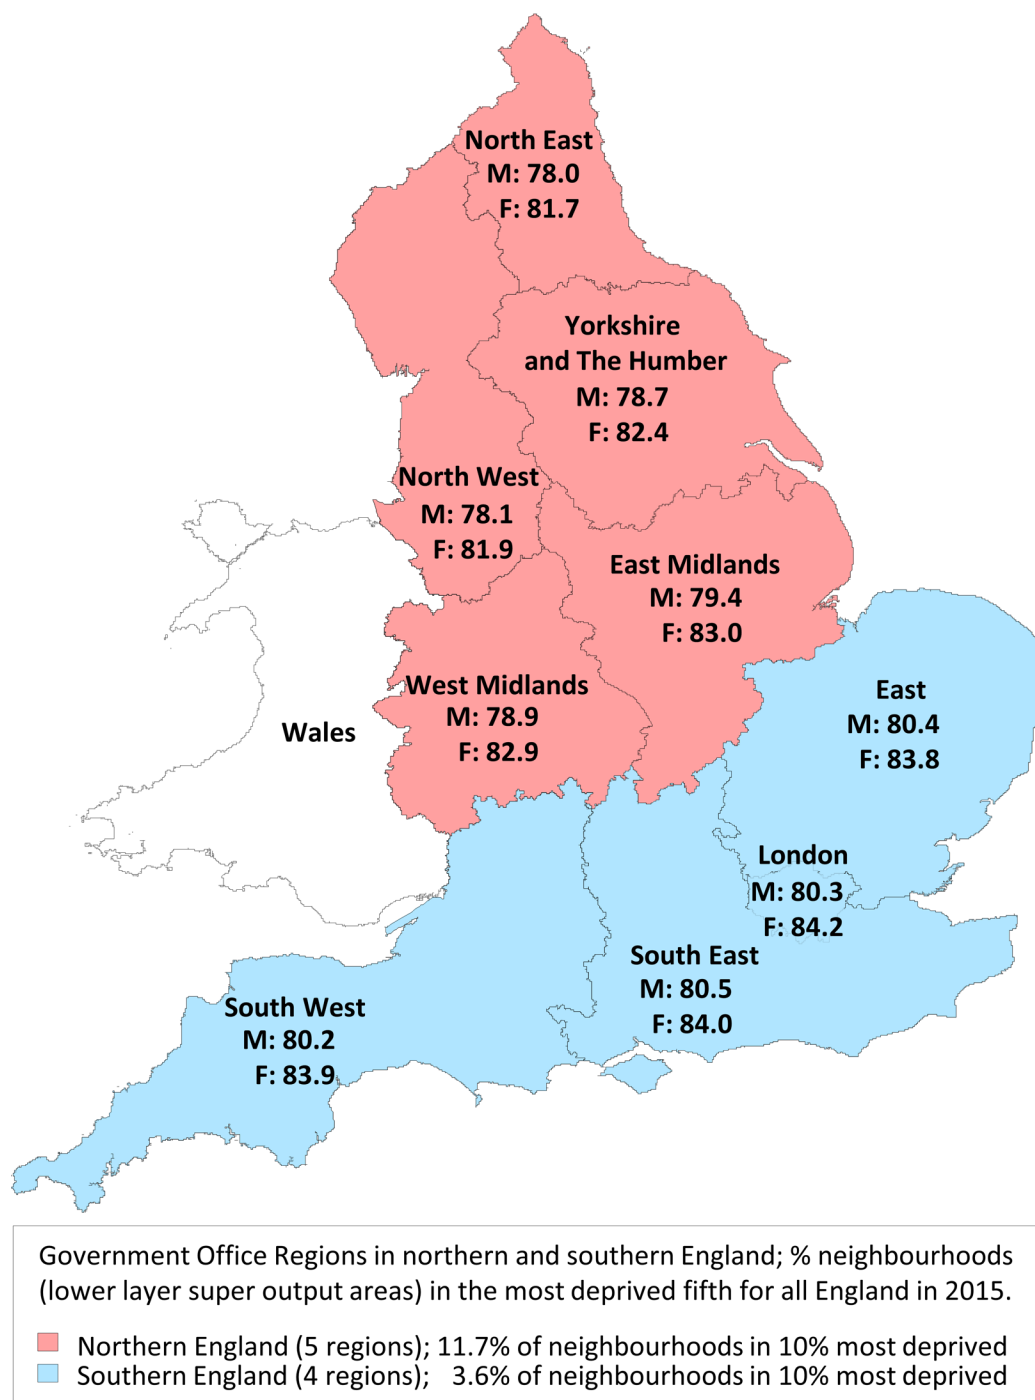 North East
M: 78.0
F: 81.7
Yorkshire
and The Humber
M: 78.7
F: 82.4
North West
M: 78.1
F: 81.9
East Midlands
M: 79.4
F: 83.0
West Midlands
M: 78.9
F: 82.9
East
M: 80.4
F: 83.8
Wales
London
M: 80.3
F: 84.2
South East
M: 80.5
F: 84.0
South West
M: 80.2
F: 83.9
Government Office Regions in northern and southern England; % neighbourhoods
(lower layer super output areas) in the most deprived fifth for all England in 2015.
Northern England (5 regions); 11.7% of neighbourhoods in 10% most deprived
Southern England (4 regions); 3.6% of neighbourhoods in 10% most deprived